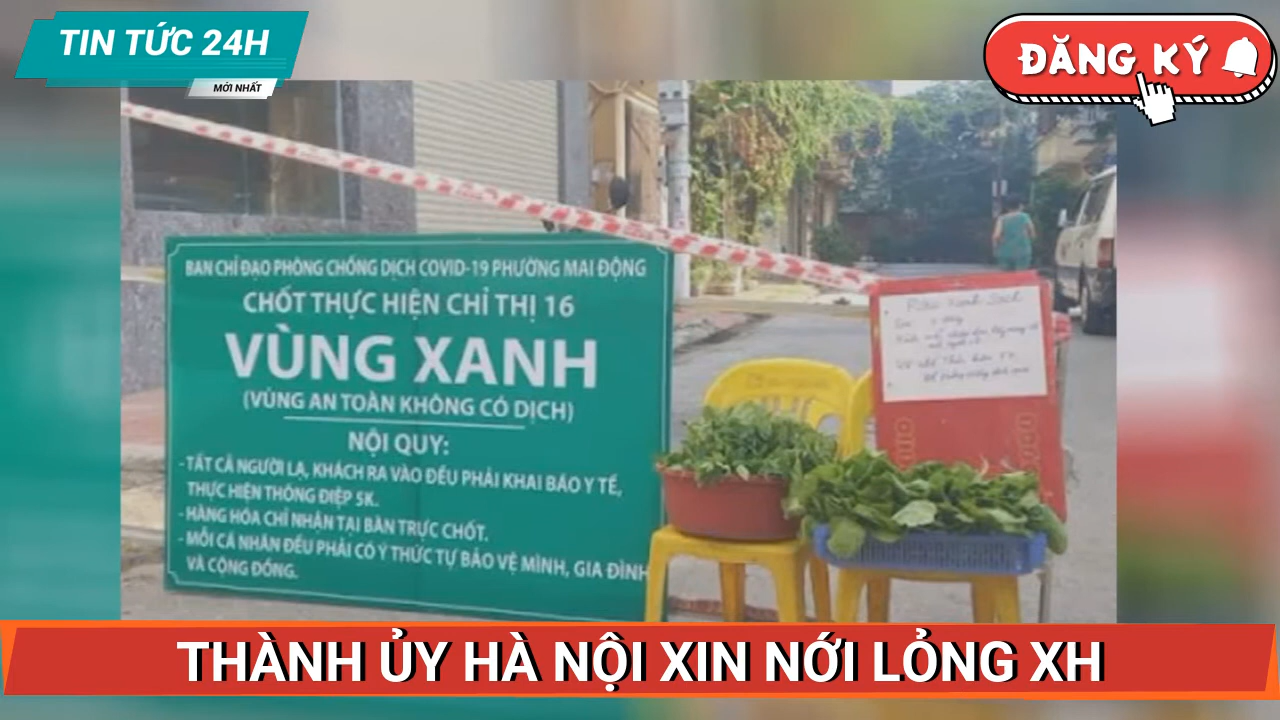 TIN TỨC 24H
MỚI NHẤT
ĐĂNG KÝ
BAN CHỈ ĐẠO PHÒNG CHỐNG DỊCH COVID-19 PHƯỜNG MAI ĐỘNG
CHỐT THỰC HIỆN CHỈ THỊ 16
VÙNG XANH
(VÙNG AN TOÀN KHÔNG CÓ DỊCH)
NỘI QUY:
- TẤT CẢ NGƯỜI LẠ, KHÁCH RA VÀO ĐỀU PHẢI KHAI BÁO Y TẾ,
THỰC HIỆN THÔNG ĐIỆP 5K.
- HÀNG HÓA CHỈ NHẬN TẠI BÀN TRỰC CHỐT.
- MỖI CÁ NHÂN ĐỀU PHẢI CÓ Ý THỨC TỰ BẢO VỆ MÌNH, GIA ĐÌNH
VÀ CỘNG ĐỒNG.
THÀNH ỦY HÀ NỘI XIN NỚI LỎNG XH